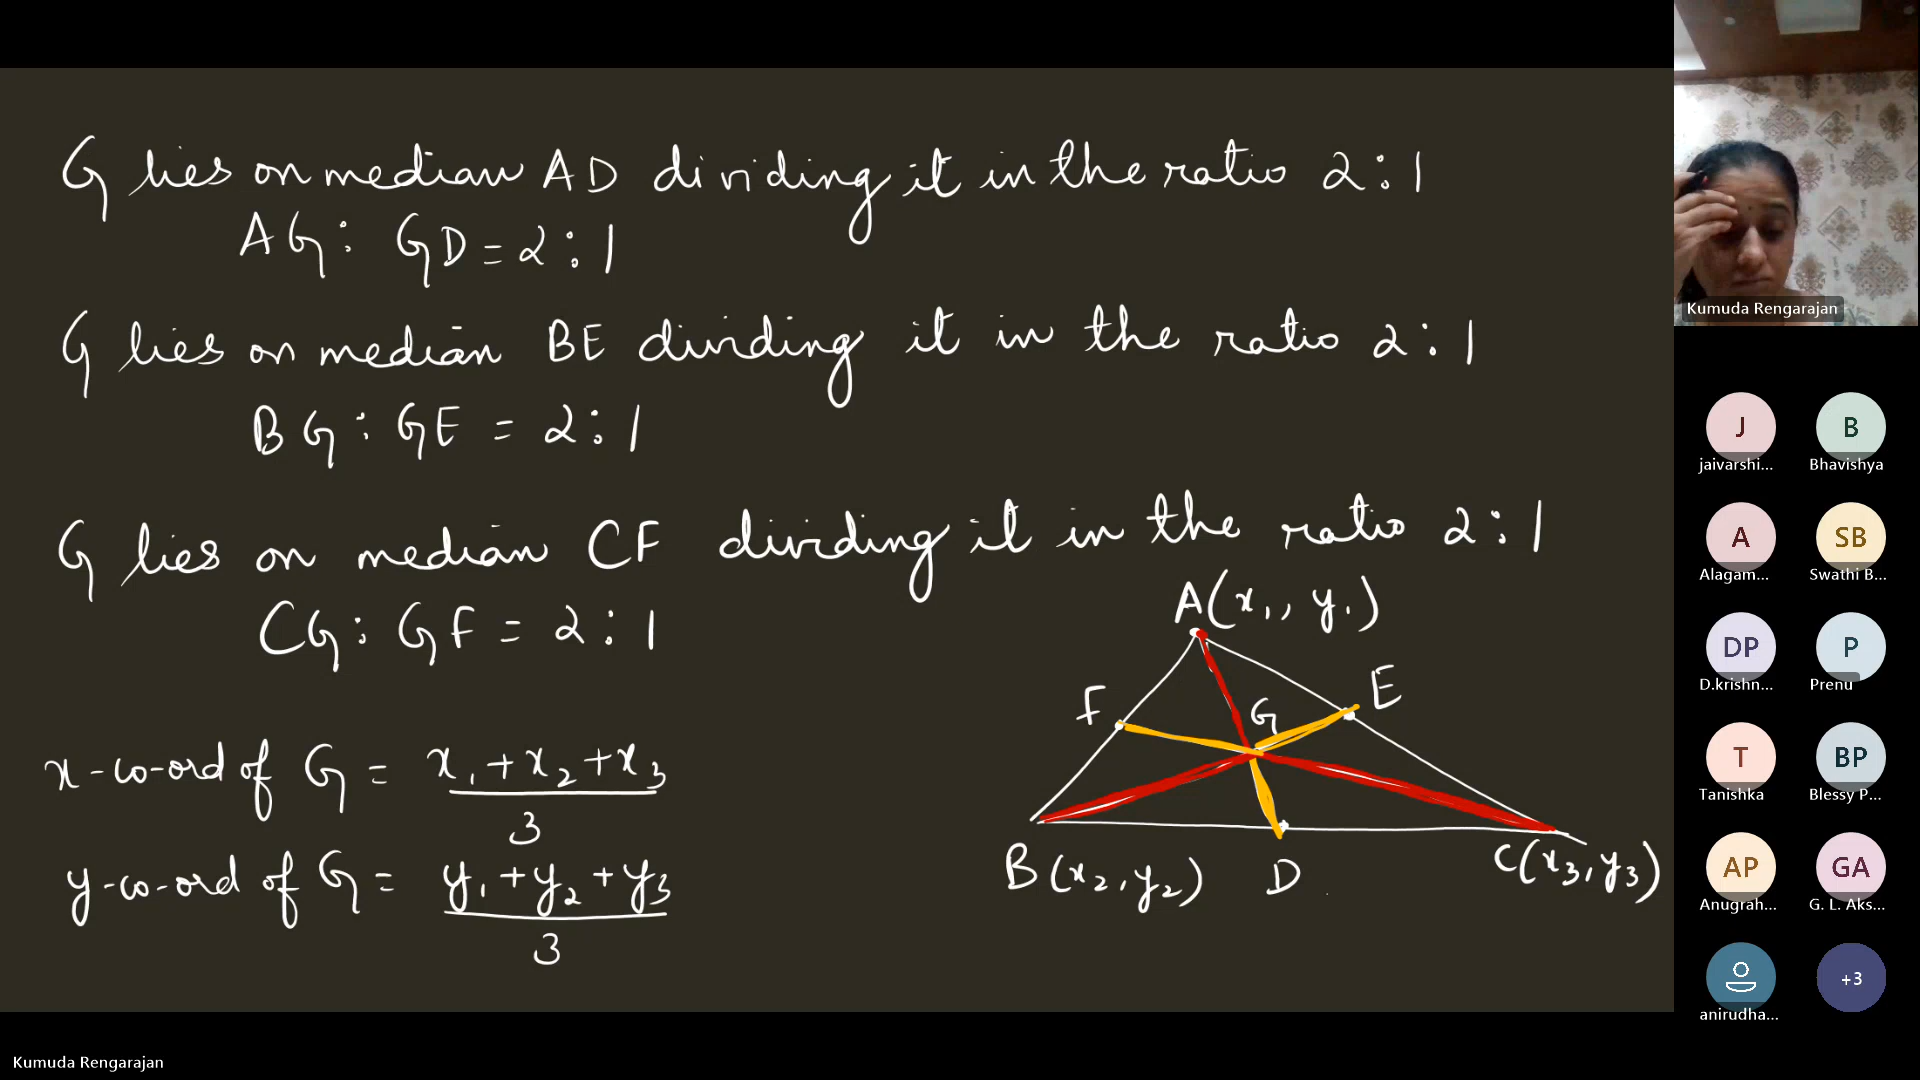 G lies on median AD dividing it in the ratio 2:1
AG: GD = 2:1
G lies on median BE dividing it in the ratio 2:1
BG: GE = 2:1
G lies on median CF dividing it in the ratio 2:1
CG: GF = 2:1
A(x₁, y₁)
F
G
E
B(x₂, y₂)
D
C(x₃, y₃)
x-co-ord of G = x₁+x₂+x₃
3
y-co-ord of G = y₁+y₂+y₃
3
Kumuda Rengarajan
J
B
jaivarshi...
Bhavishya
A
SB
Alagam...
Swathi B...
DP
P
D.krishn...
Prenu
T
BP
Tanishka
Blessy P...
AP
GA
Anugrah...
G. L. Aks...
+3
anirudha...
Kumuda Rengarajan